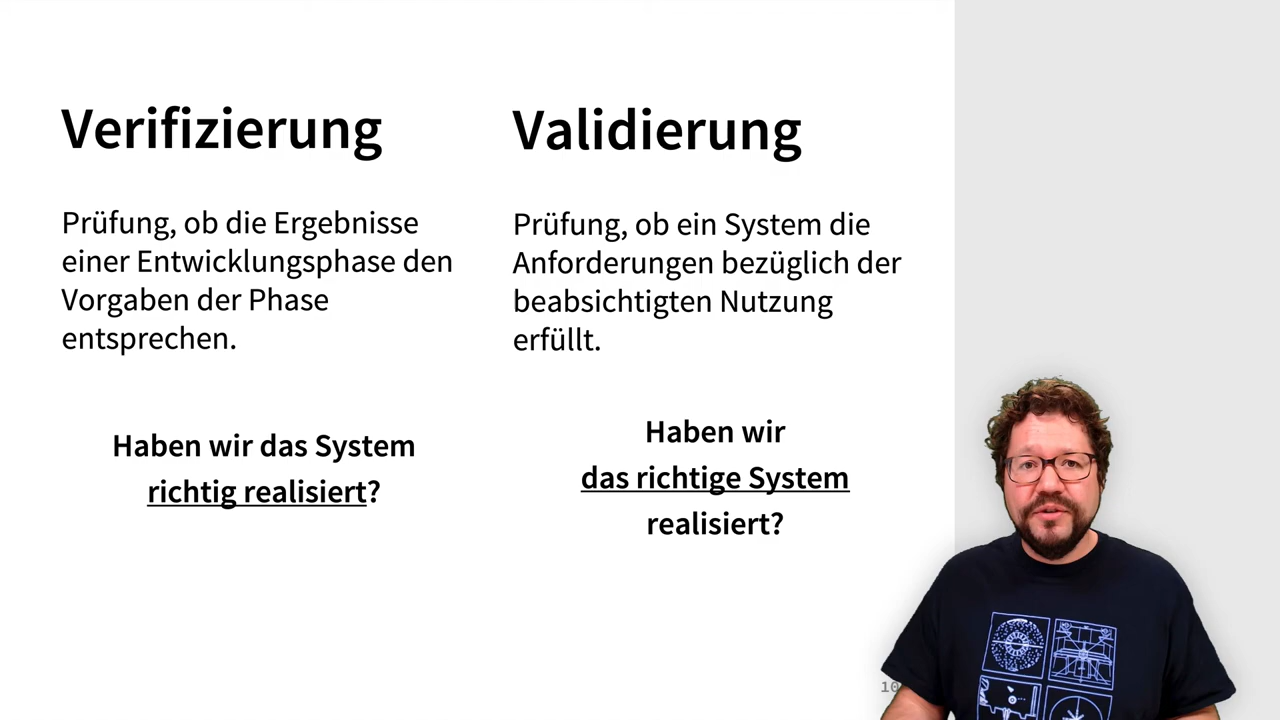 Verifizierung
Prüfung, ob die Ergebnisse
einer Entwicklungsphase den
Vorgaben der Phase
entsprechen.
Haben wir das System
richtig realisiert?
Validierung
Prüfung, ob ein System die
Anforderungen bezüglich der
beabsichtigten Nutzung
erfüllt.
Haben wir
das richtige System
realisiert?